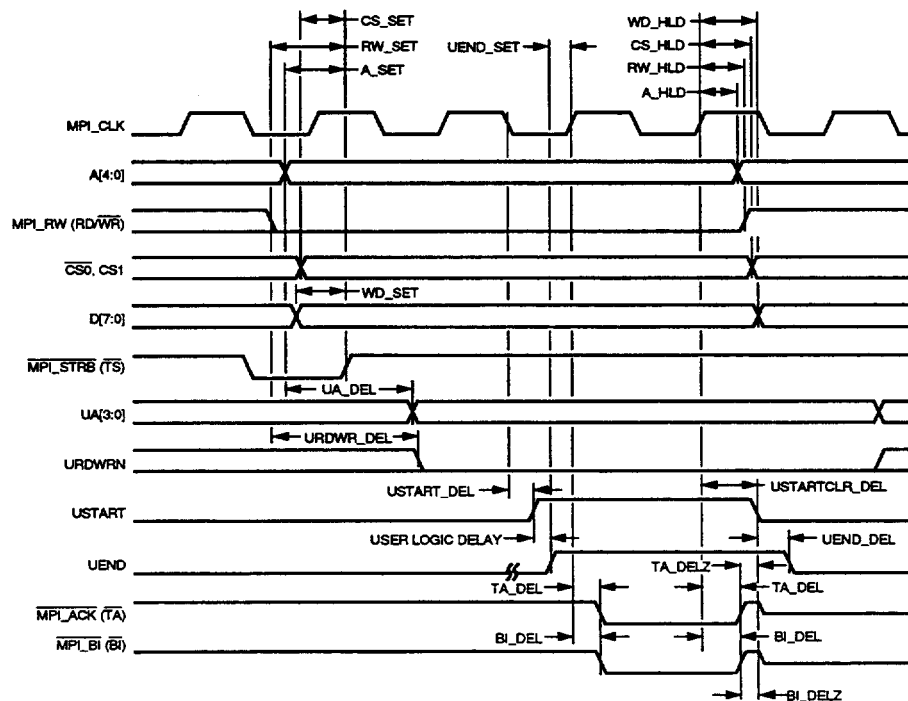 CS_SET
WD_HLD
RW_SET
UEND_SET
CS_HLD
A_SET
RW_HLD
A_HLD
MPI_CLK
A[4:0]
MPI_RW (RD/WR)
CS0, CS1
WD_SET
D[7:0]
MPI_STRB (TS)
UA_DEL
UA[3:0]
URDWR_DEL
URDWRN
USTART_DEL
USTARTCLR_DEL
USTART
USER LOGIC DELAY
UEND_DEL
UEND
TA_DELZ
TA_DEL
TA_DEL
MPI_ACK (TA)
BI_DEL
BI_DEL
MPI_BI (BI)
BI_DELZ